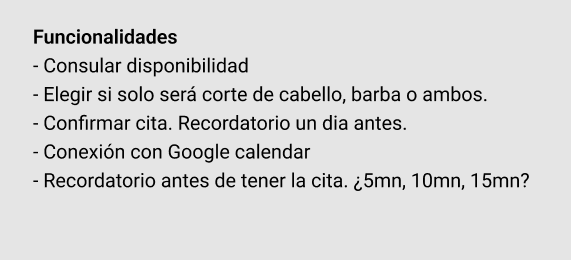 Funcionalidades
- Consular disponibilidad
- Elegir si solo será corte de cabello, barba o ambos.
- Confirmar cita. Recordatorio un dia antes.
- Conexión con Google calendar
- Recordatorio antes de tener la cita. ¿5mn, 10mn, 15mn?